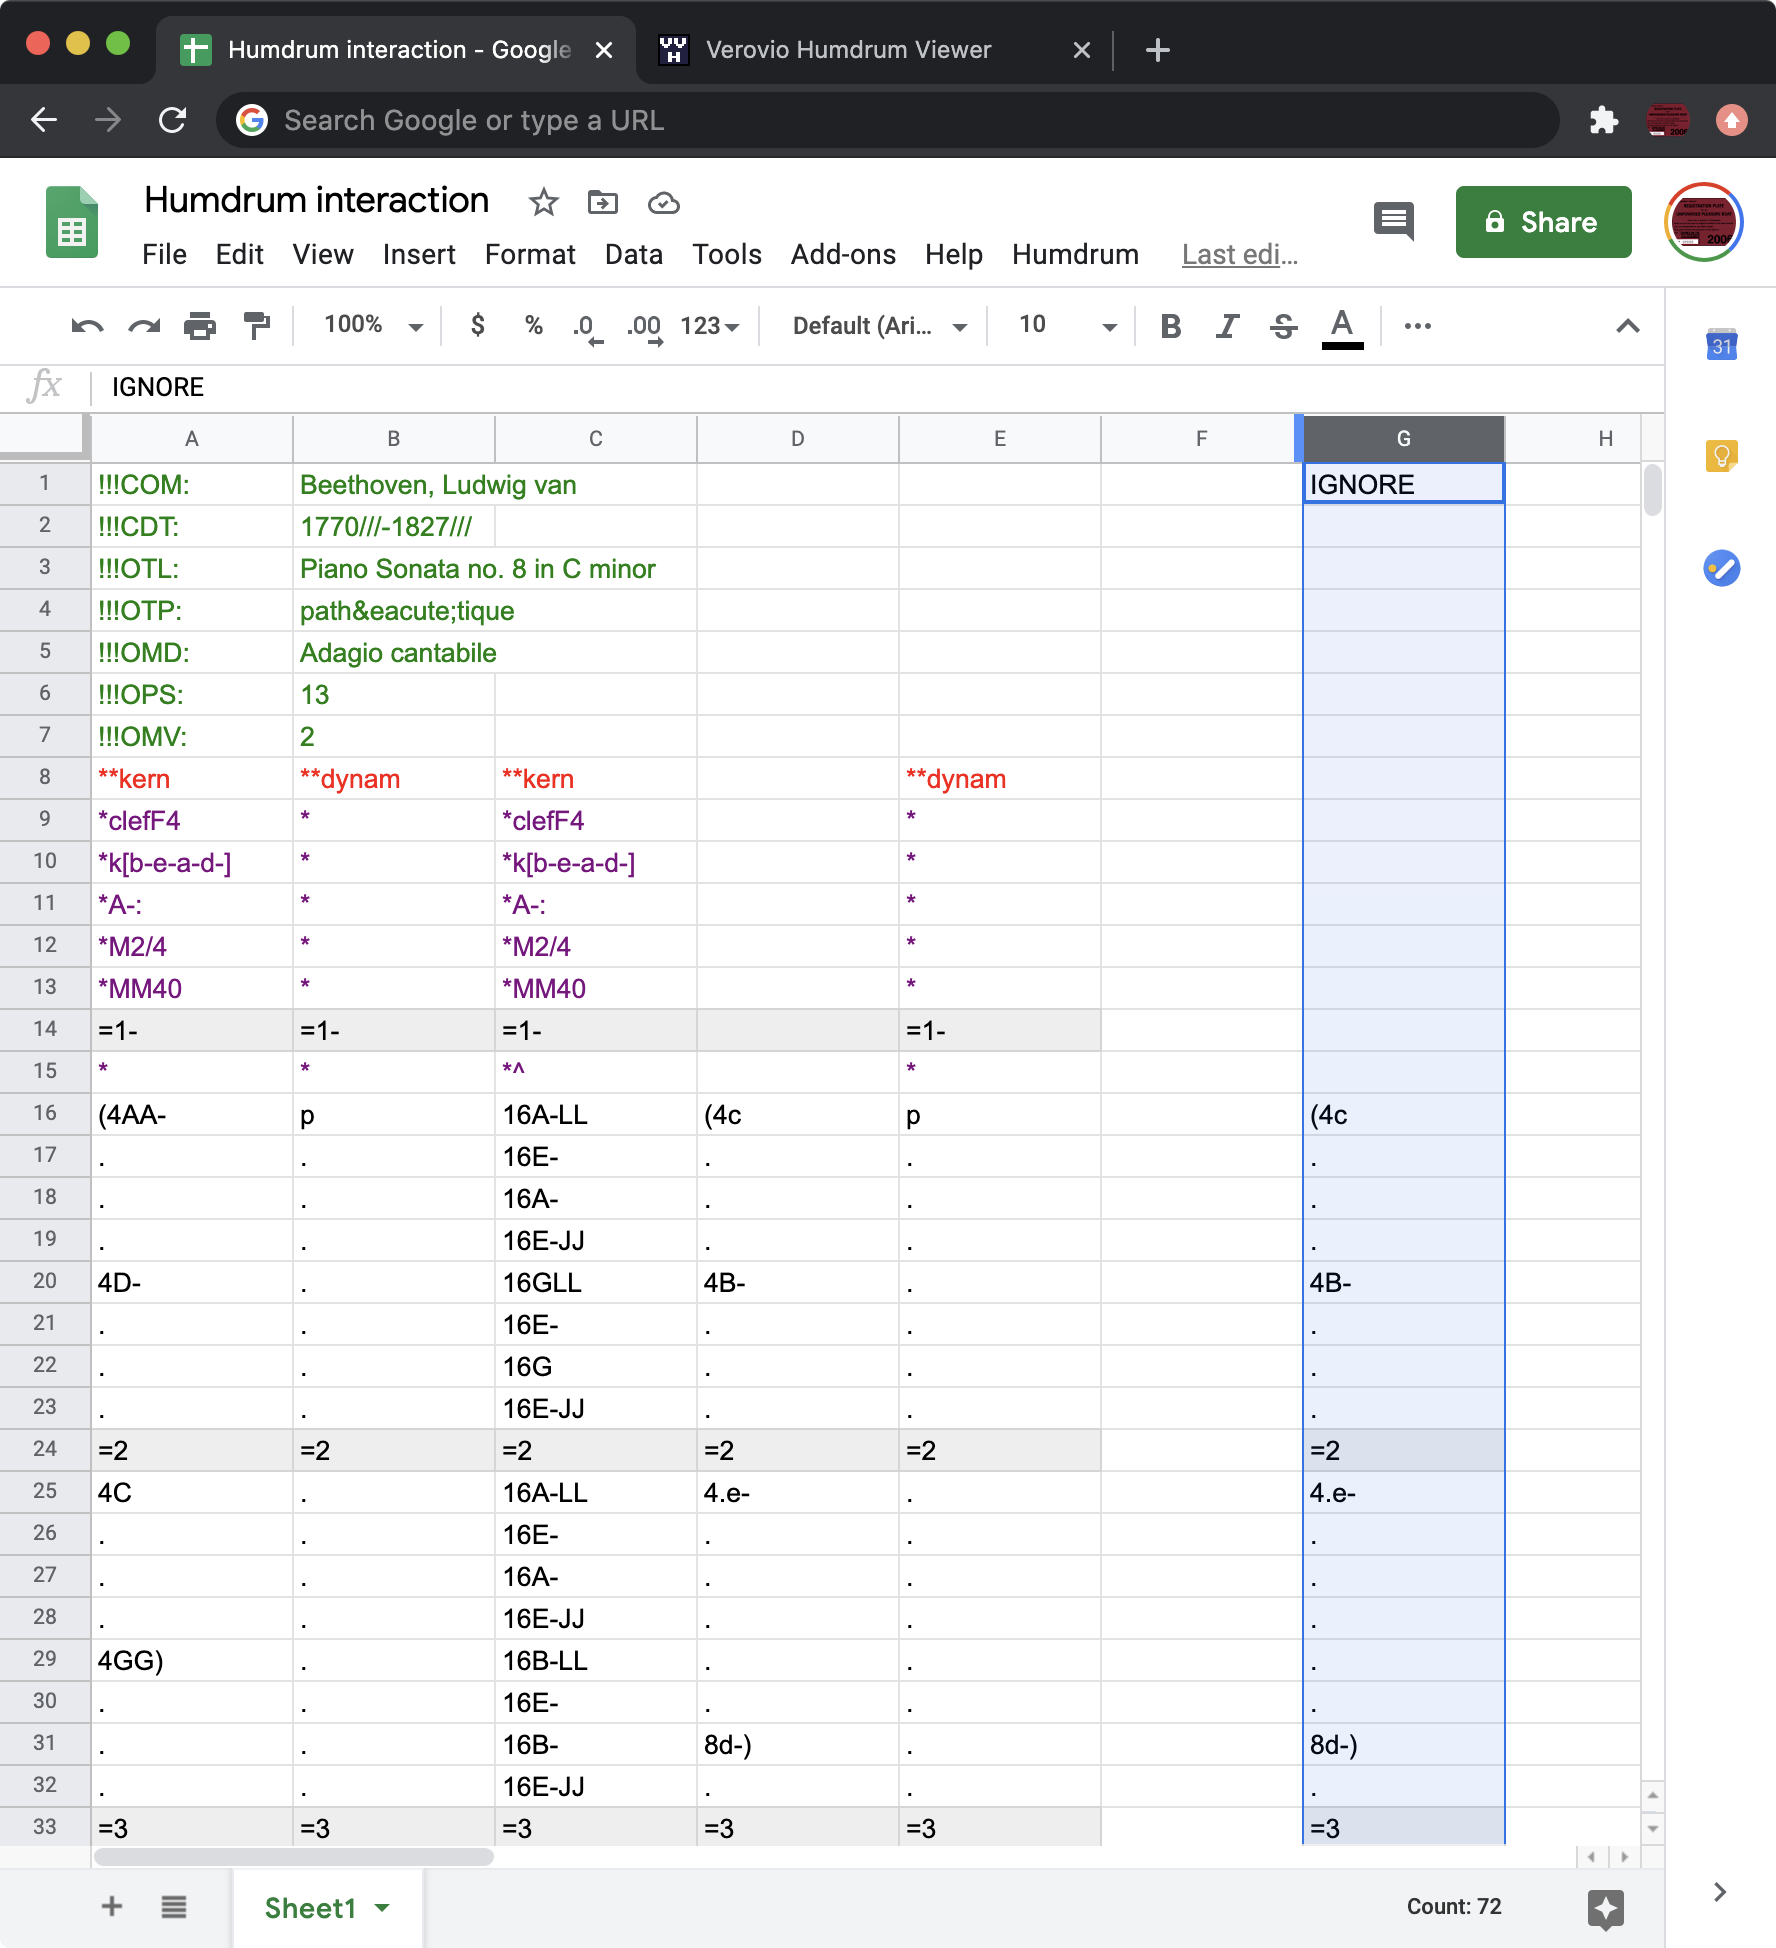 Humdrum interaction - Google
Verovio Humdrum Viewer
Search Google or type a URL
Humdrum interaction
File Edit View Insert Format Data Tools Add-ons Help Humdrum Last edi…
Share
100% $ % .0 .00 123 Default (Ari… 10 B I S A
31
fx IGNORE
A B C D E F G H
1 !!!COM: Beethoven, Ludwig van IGNORE
2 !!!CDT: 1770///-1827///
3 !!!OTL: Piano Sonata no. 8 in C minor
4 !!!OTP: path&eacute;tique
5 !!!OMD: Adagio cantabile
6 !!!OPS: 13
7 !!!OMV: 2
8 **kern **dynam **kern **dynam
9 *clefF4 * *clefF4 *
10 *k[b-e-a-d-] * *k[b-e-a-d-] *
11 *A-: * *A-: *
12 *M2/4 * *M2/4 *
13 *MM40 * *MM40 *
14 =1- =1- =1- =1-
15 * * *^ *
16 (4AA- p 16A-LL (4c p (4c
17 . . 16E- . . .
18 . . 16A- . . .
19 . . 16E-JJ . . .
20 4D- . 16GLL 4B- . 4B-
21 . . 16E- . . .
22 . . 16G . . .
23 . . 16E-JJ . . .
24 =2 =2 =2 =2 =2 =2
25 4C . 16A-LL 4.e- . 4.e-
26 . . 16E- . . .
27 . . 16A- . . .
28 . . 16E-JJ . . .
29 4GG) . 16B-LL . . .
30 . . 16E- . . .
31 . . 16B- 8d-) . 8d-)
32 . . 16E-JJ . . .
33 =3 =3 =3 =3 =3 =3
Sheet1
Count: 72